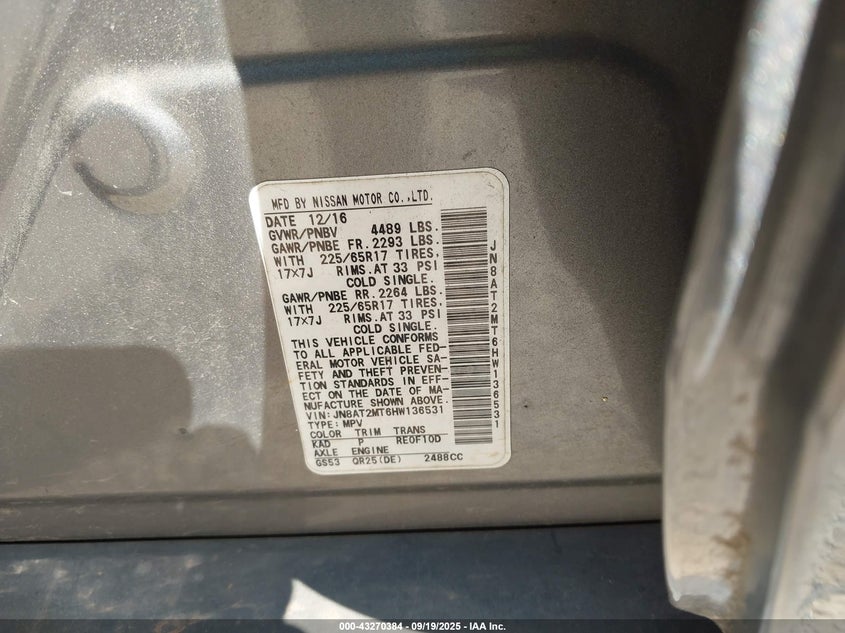 MFD BY NISSAN MOTOR CO.,LTD.
DATE 12/16
GVWR/PNBV 4489 LBS.
GAWR/PNBE FR. 2293 LBS.
WITH 225/65R17 TIRES,
17X7J RIMS.AT 33 PSI
COLD SINGLE.
GAWR/PNBE RR. 2264 LBS.
WITH 225/65R17 TIRES,
17X7J RIMS.AT 33 PSI
COLD SINGLE.
THIS VEHICLE CONFORMS
TO ALL APPLICABLE FED-
ERAL MOTOR VEHICLE SA-
FETY AND THEFT PREVEN-
TION STANDARDS IN EFF-
ECT ON THE DATE OF MA-
NUFACTURE SHOWN ABOVE.
VIN: JN8AT2MT6HW136531
TYPE: MPV
COLOR TRIM TRANS
KAD P RE0F10D
AXLE ENGINE
GS53 QR25(DE) 2488CC
JN8AT2MT6HW136531
000-43270384 - 09/19/2025 - IAA Inc.